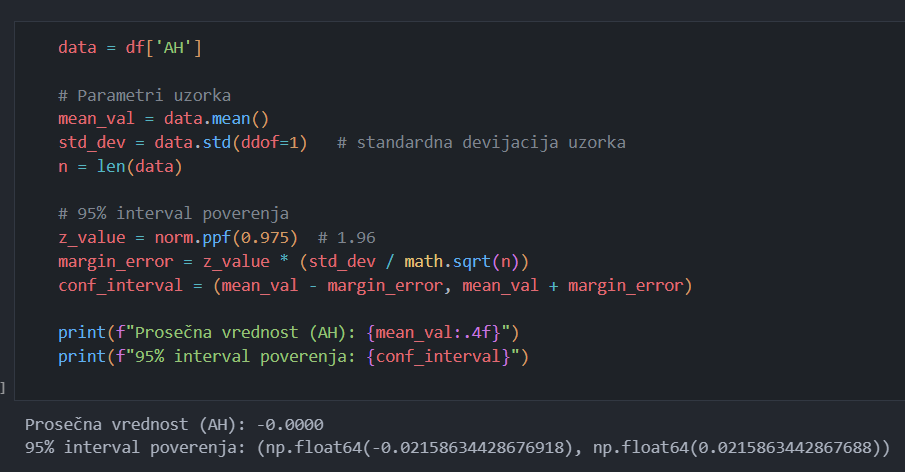 data = df['AH']
# Parametri uzorka
mean_val = data.mean()
std_dev = data.std(ddof=1)   # standardna devijacija uzorka
n = len(data)
# 95% interval poverenja
z_value = norm.ppf(0.975)  # 1.96
margin_error = z_value * (std_dev / math.sqrt(n))
conf_interval = (mean_val - margin_error, mean_val + margin_error)
print(f"Prosečna vrednost (AH): {mean_val:.4f}")
print(f"95% interval poverenja: {conf_interval}")
]
Prosečna vrednost (AH): -0.0000
95% interval poverenja: (np.float64(-0.02158634428676918), np.float64(0.0215863442867688))